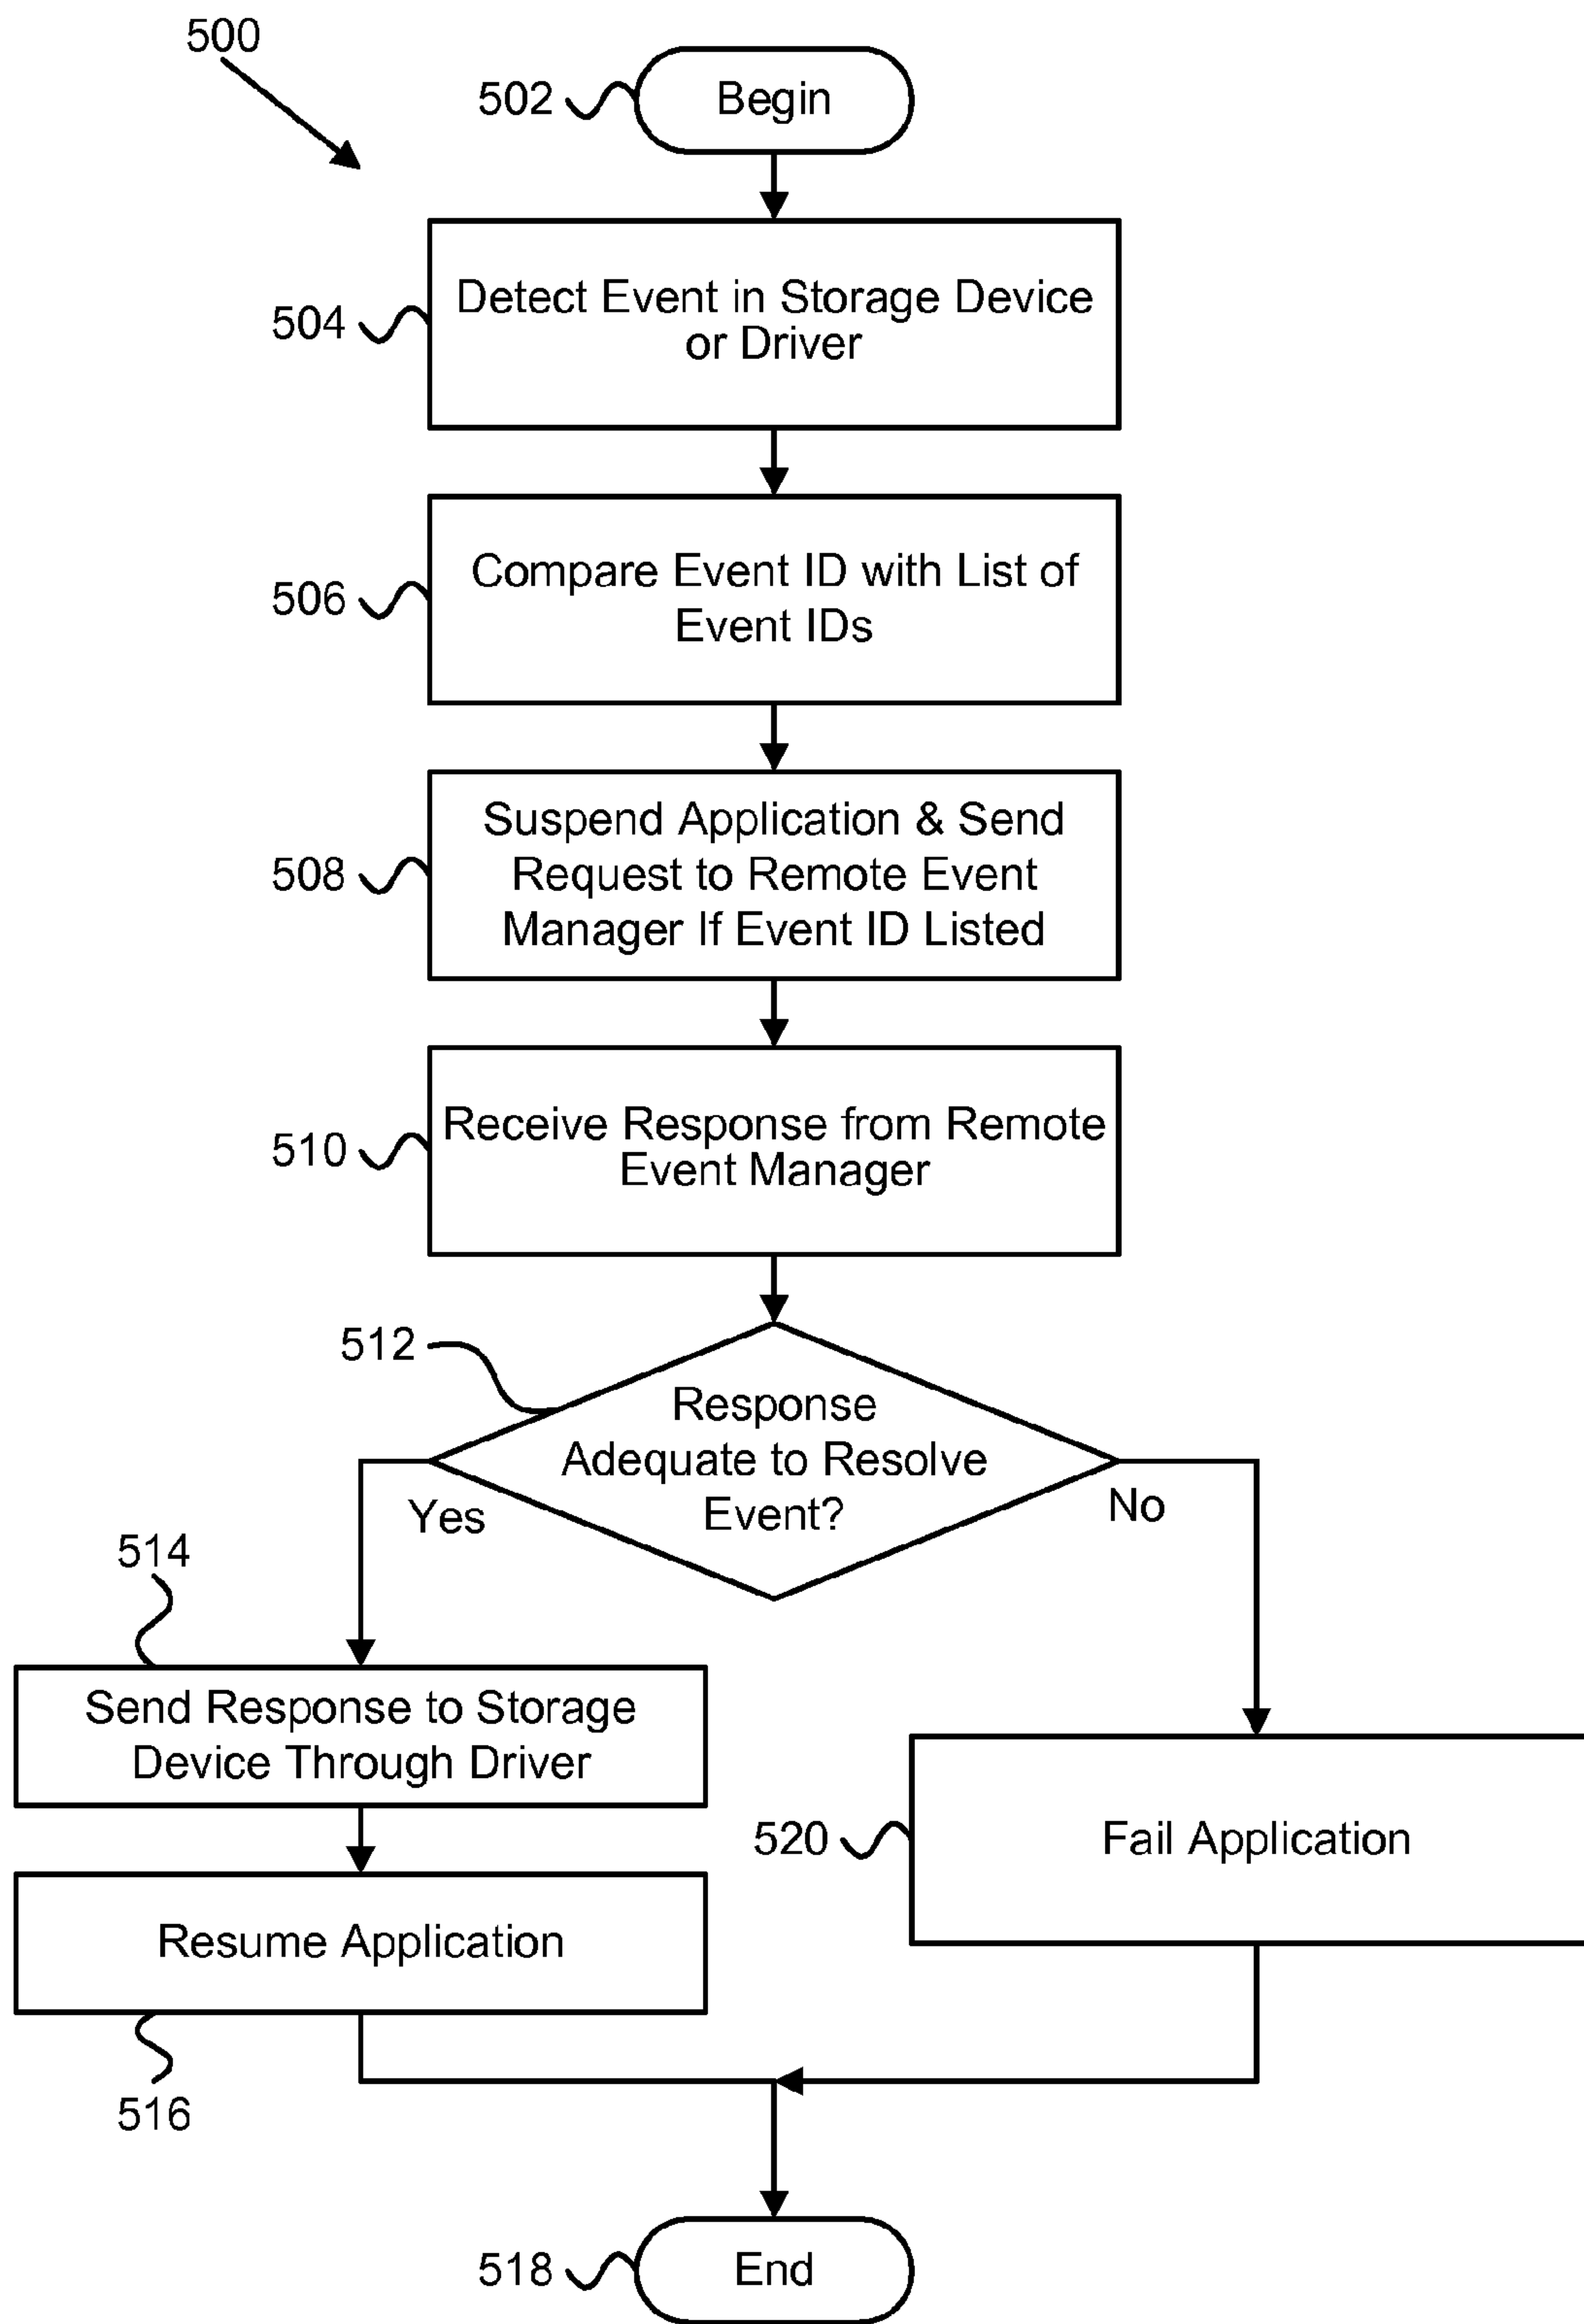 500
502
Begin
504
Detect Event in Storage Device
or Driver
506
Compare Event ID with List of
Event IDs
508
Suspend Application & Send
Request to Remote Event
Manager If Event ID Listed
510
Receive Response from Remote
Event Manager
512
Response
Adequate to Resolve
Event?
Yes
No
514
Send Response to Storage
Device Through Driver
520
Fail Application
Resume Application
516
518
End